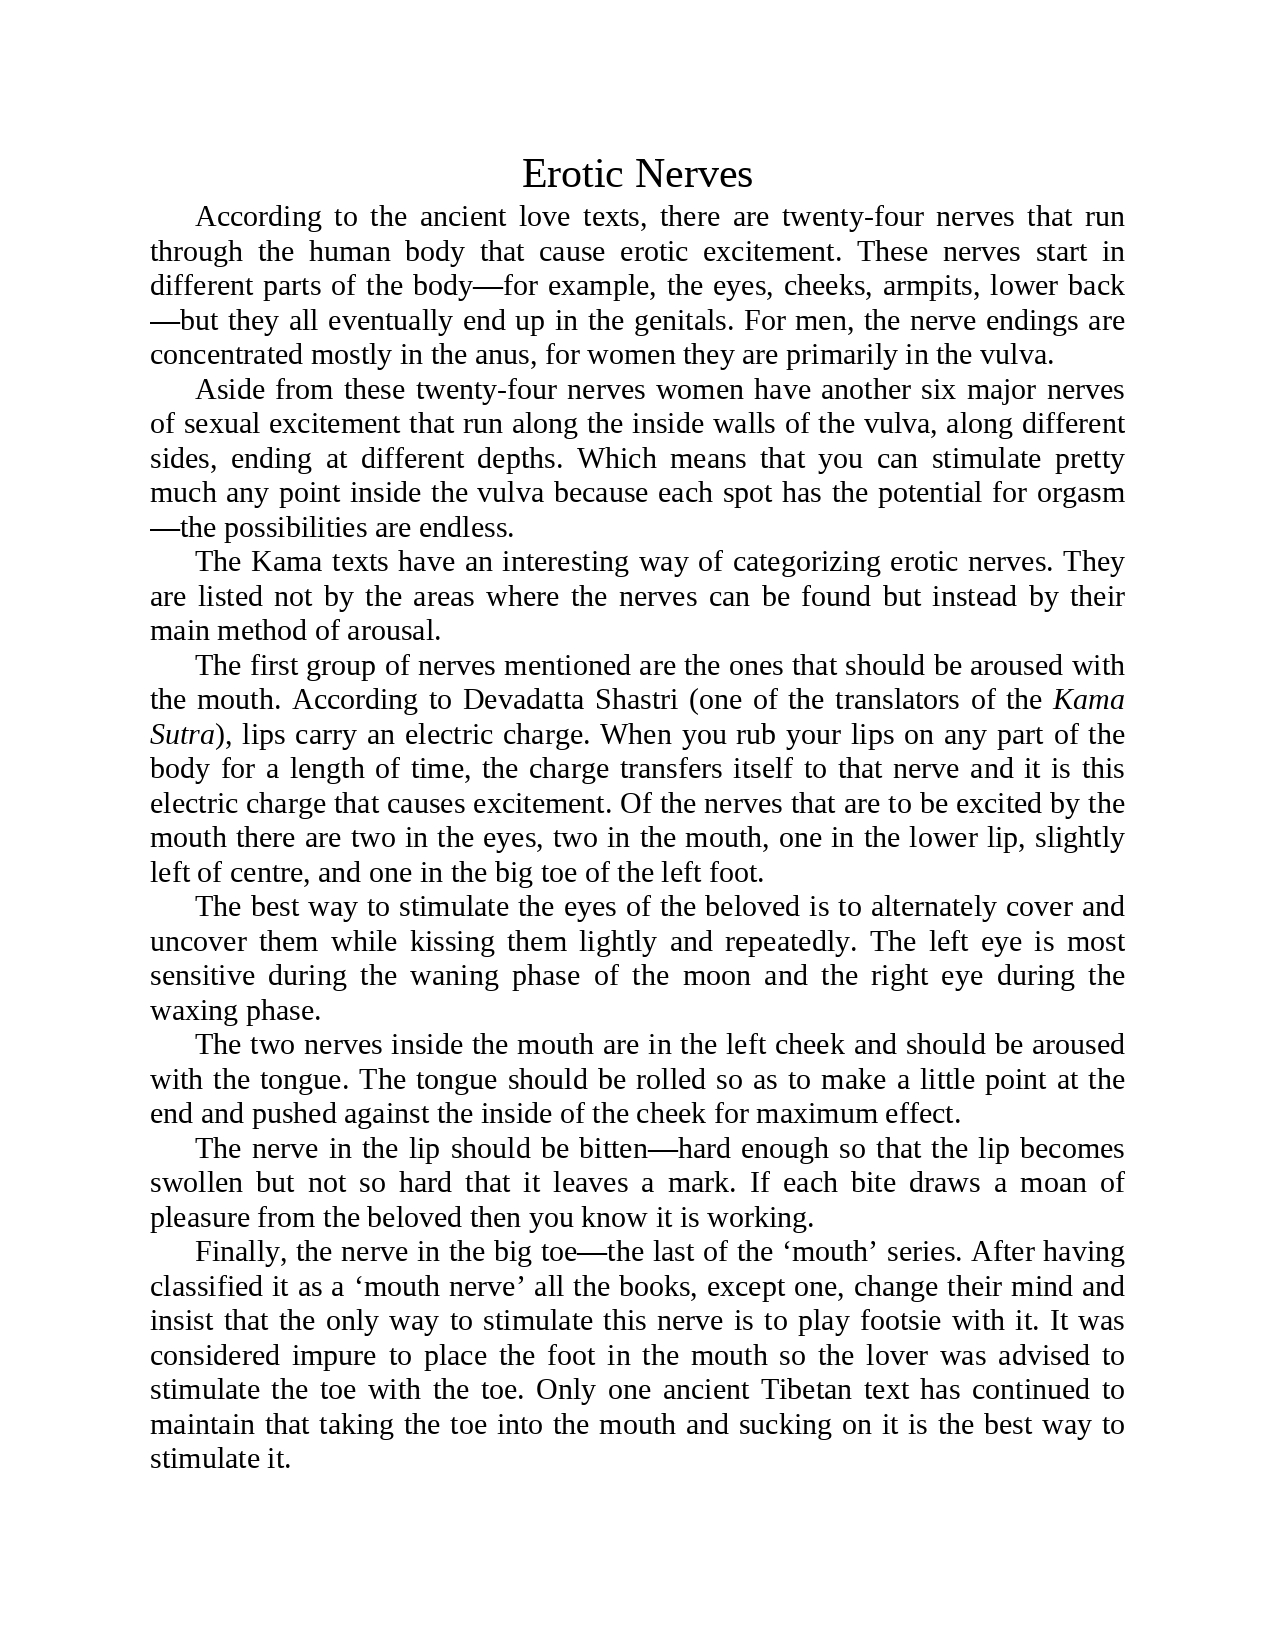 Erotic Nerves
According to the ancient love texts, there are twenty-four nerves that run
through the human body that cause erotic excitement. These nerves start in
different parts of the body—for example, the eyes, cheeks, armpits, lower back
—but they all eventually end up in the genitals. For men, the nerve endings are
concentrated mostly in the anus, for women they are primarily in the vulva.
Aside from these twenty-four nerves women have another six major nerves
of sexual excitement that run along the inside walls of the vulva, along different
sides, ending at different depths. Which means that you can stimulate pretty
much any point inside the vulva because each spot has the potential for orgasm
—the possibilities are endless.
The Kama texts have an interesting way of categorizing erotic nerves. They
are listed not by the areas where the nerves can be found but instead by their
main method of arousal.
The first group of nerves mentioned are the ones that should be aroused with
the mouth. According to Devadatta Shastri (one of the translators of the Kama
Sutra), lips carry an electric charge. When you rub your lips on any part of the
body for a length of time, the charge transfers itself to that nerve and it is this
electric charge that causes excitement. Of the nerves that are to be excited by the
mouth there are two in the eyes, two in the mouth, one in the lower lip, slightly
left of centre, and one in the big toe of the left foot.
The best way to stimulate the eyes of the beloved is to alternately cover and
uncover them while kissing them lightly and repeatedly. The left eye is most
sensitive during the waning phase of the moon and the right eye during the
waxing phase.
The two nerves inside the mouth are in the left cheek and should be aroused
with the tongue. The tongue should be rolled so as to make a little point at the
end and pushed against the inside of the cheek for maximum effect.
The nerve in the lip should be bitten—hard enough so that the lip becomes
swollen but not so hard that it leaves a mark. If each bite draws a moan of
pleasure from the beloved then you know it is working.
Finally, the nerve in the big toe—the last of the ‘mouth’ series. After having
classified it as a ‘mouth nerve’ all the books, except one, change their mind and
insist that the only way to stimulate this nerve is to play footsie with it. It was
considered impure to place the foot in the mouth so the lover was advised to
stimulate the toe with the toe. Only one ancient Tibetan text has continued to
maintain that taking the toe into the mouth and sucking on it is the best way to
stimulate it.